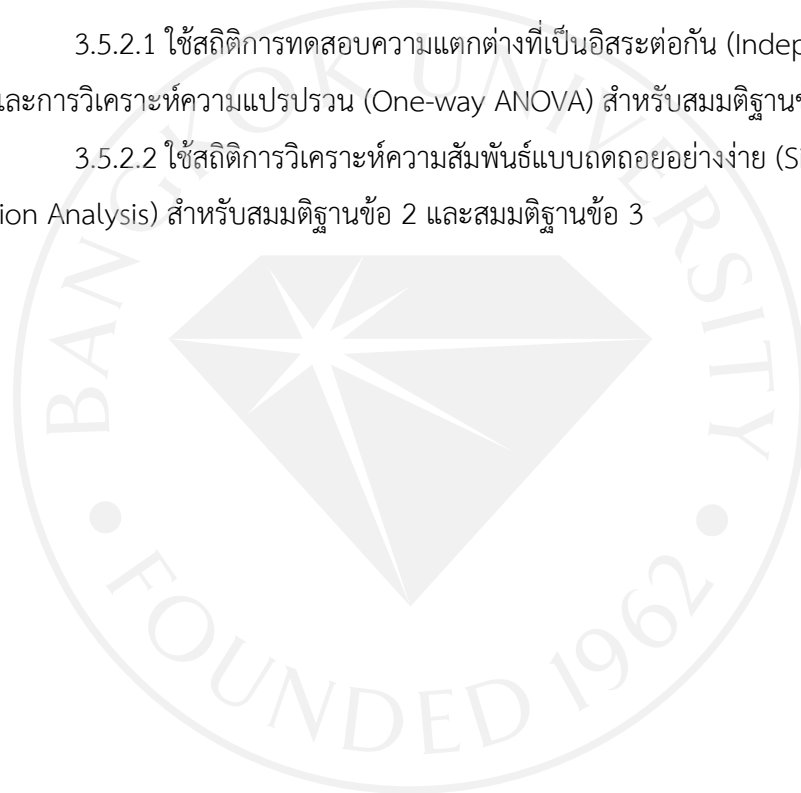 3.5.2.1 ใช้สถิติการทดสอบความแตกต่างที่เป็นอิสระต่อกัน (Indep
และการวิเคราะห์ความแปรปรวน (One-way ANOVA) สำหรับสมมติฐาน
3.5.2.2 ใช้สถิติการวิเคราะห์ความสัมพันธ์แบบถดถอยอย่างง่าย (Si
ion Analysis) สำหรับสมมติฐานข้อ 2 และสมมติฐานข้อ 3
BANGKOK UNIVERSITY
FOUNDED 1962